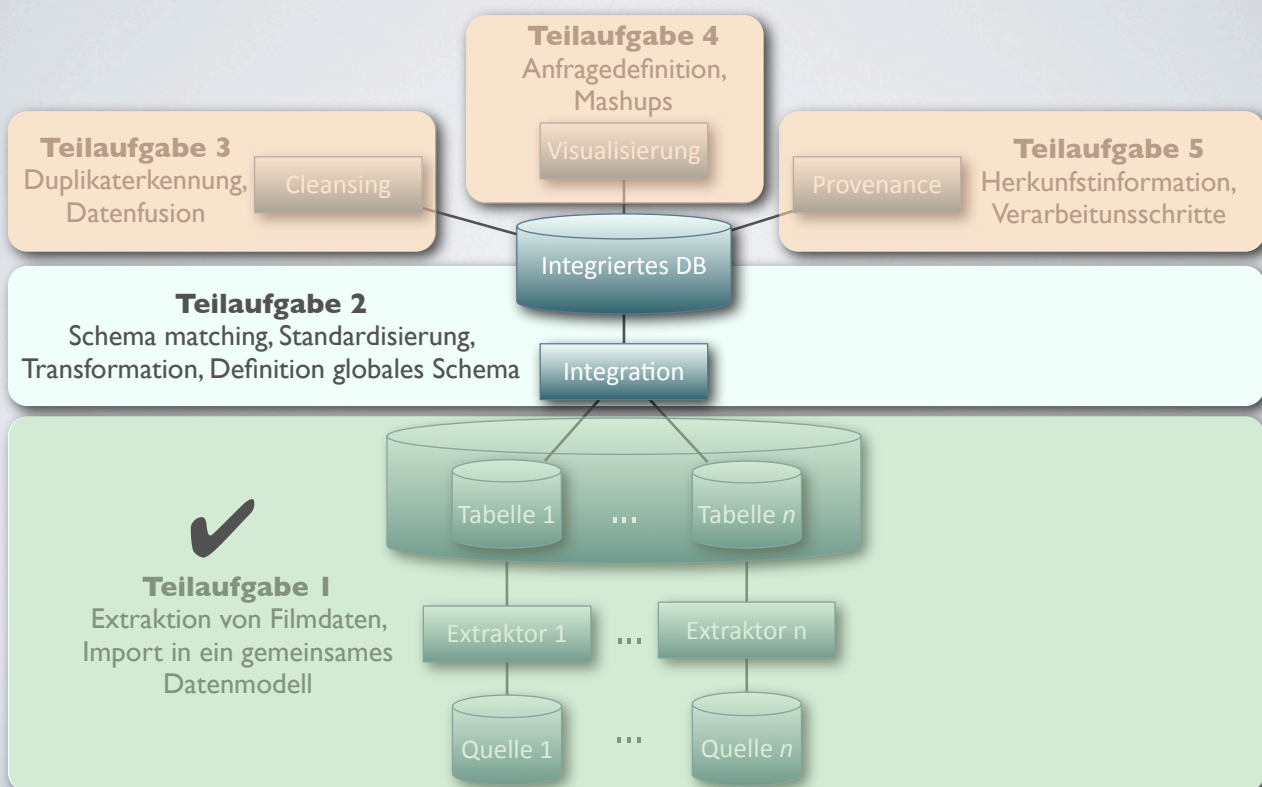 Teilaufgabe 4
Anfragedefinition,
Mashups
Visualisierung
Teilaufgabe 3
Duplikaterkennung,
Datenfusion
Cleansing
Provenance
Teilaufgabe 5
Herkunfstinformation,
Verarbeitunsschritte
Integriertes DB
Teilaufgabe 2
Schema matching, Standardisierung,
Transformation, Definition globales Schema
Integration
Tabelle 1
...
Tabelle n
Teilaufgabe 1
Extraktion von Filmdaten,
Import in ein gemeinsames
Datenmodell
Extraktor 1
...
Extraktor n
Quelle 1
...
Quelle n